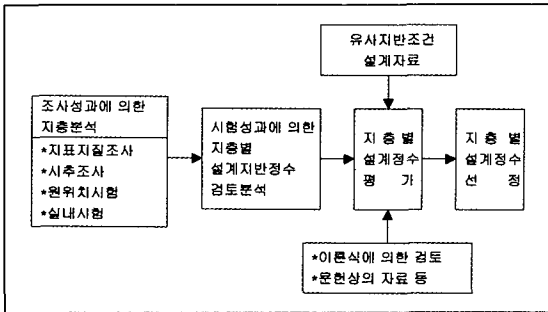 유사지반조건
설계자료
조사성과에 의한
지층분석
*지표지질조사
*시추조사
*원위치시험
*실내시험
시험성과에 의한
지층별
설계지반정수
검토분석
지 층 별
설계정수
평 가
지 층 별
설계정수
선 정
*이론식에 의한 검토
*문헌상의 자료 등